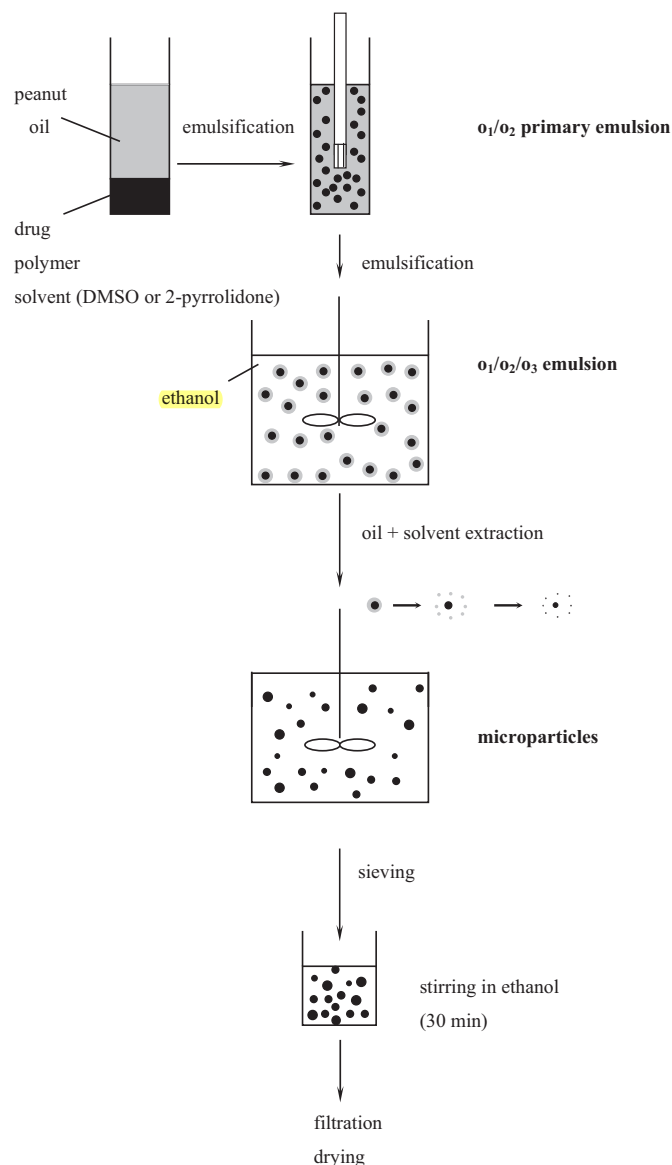 peanut
oil
emulsification
o₁/o₂ primary emulsion
drug
polymer
solvent (DMSO or 2-pyrrolidone)
emulsification
o₁/o₂/o₃ emulsion
ethanol
oil + solvent extraction
microparticles
sieving
stirring in ethanol
(30 min)
filtration
drying